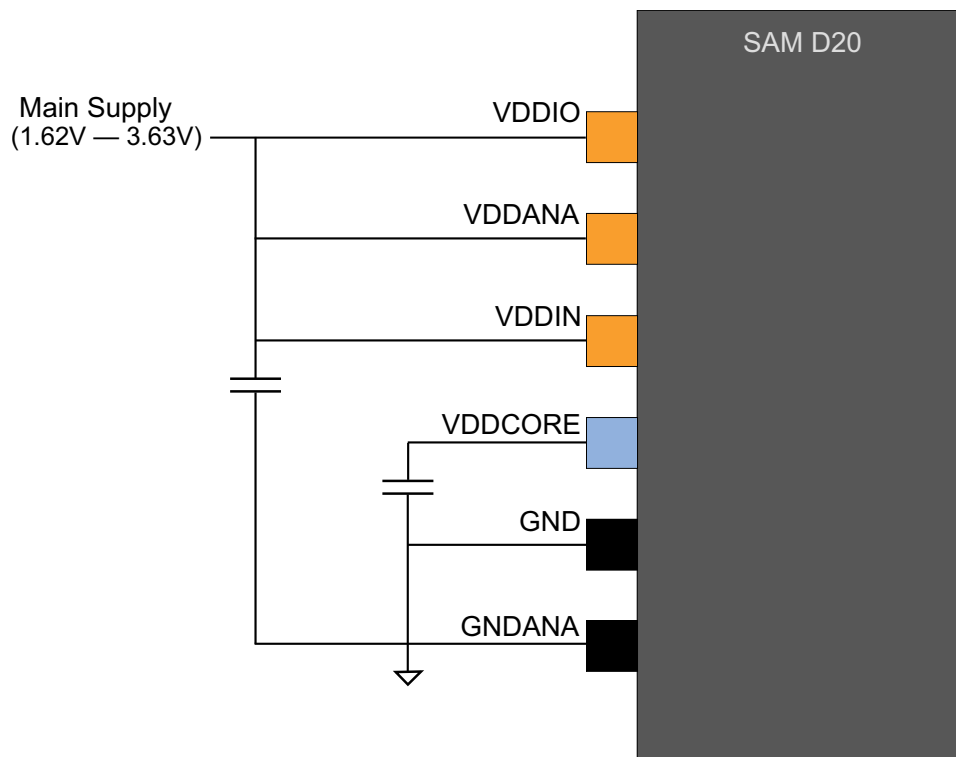 SAM D20
Main Supply
(1.62V — 3.63V)
VDDIO
VDDANA
VDDIN
VDDCORE
GND
GNDANA